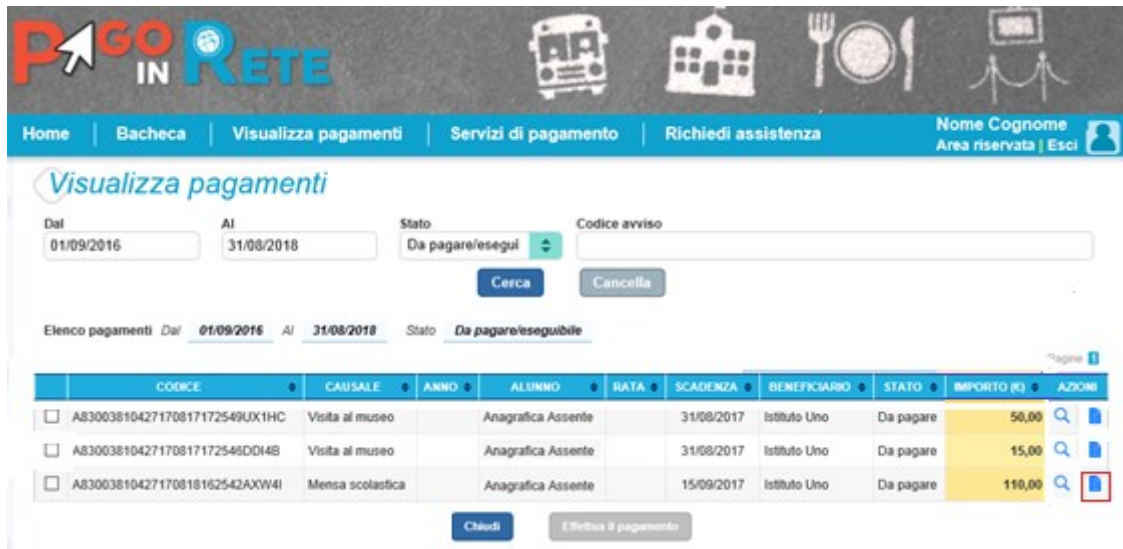 PAGO IN RETE
Home | Bacheca | Visualizza pagamenti | Servizi di pagamento | Richiedi assistenza
Nome Cognome
Area riservata | Esci
Visualizza pagamenti
Dal Al Stato Codice avviso
01/09/2016 31/08/2018 Da pagare/esegui
Cerca Cancella
Elenco pagamenti Dal 01/09/2016 Al 31/08/2018 Stato Da pagare/eseguibile
Pagine 1
CODICE CAUSALE ANNO ALUNNO RATA SCADENZA BENEFICIARIO STATO IMPORTO (€) AZIONI
A83003810427170817172549UX1HC Visita al museo Anagrafica Assente 31/08/2017 Istituto Uno Da pagare 50,00
A83003810427170817172546DDI4B Visita al museo Anagrafica Assente 31/08/2017 Istituto Uno Da pagare 15,00
A83003810427170818162542AXW4I Mensa scolastica Anagrafica Assente 15/09/2017 Istituto Uno Da pagare 110,00
Chiudi Effettua il pagamento